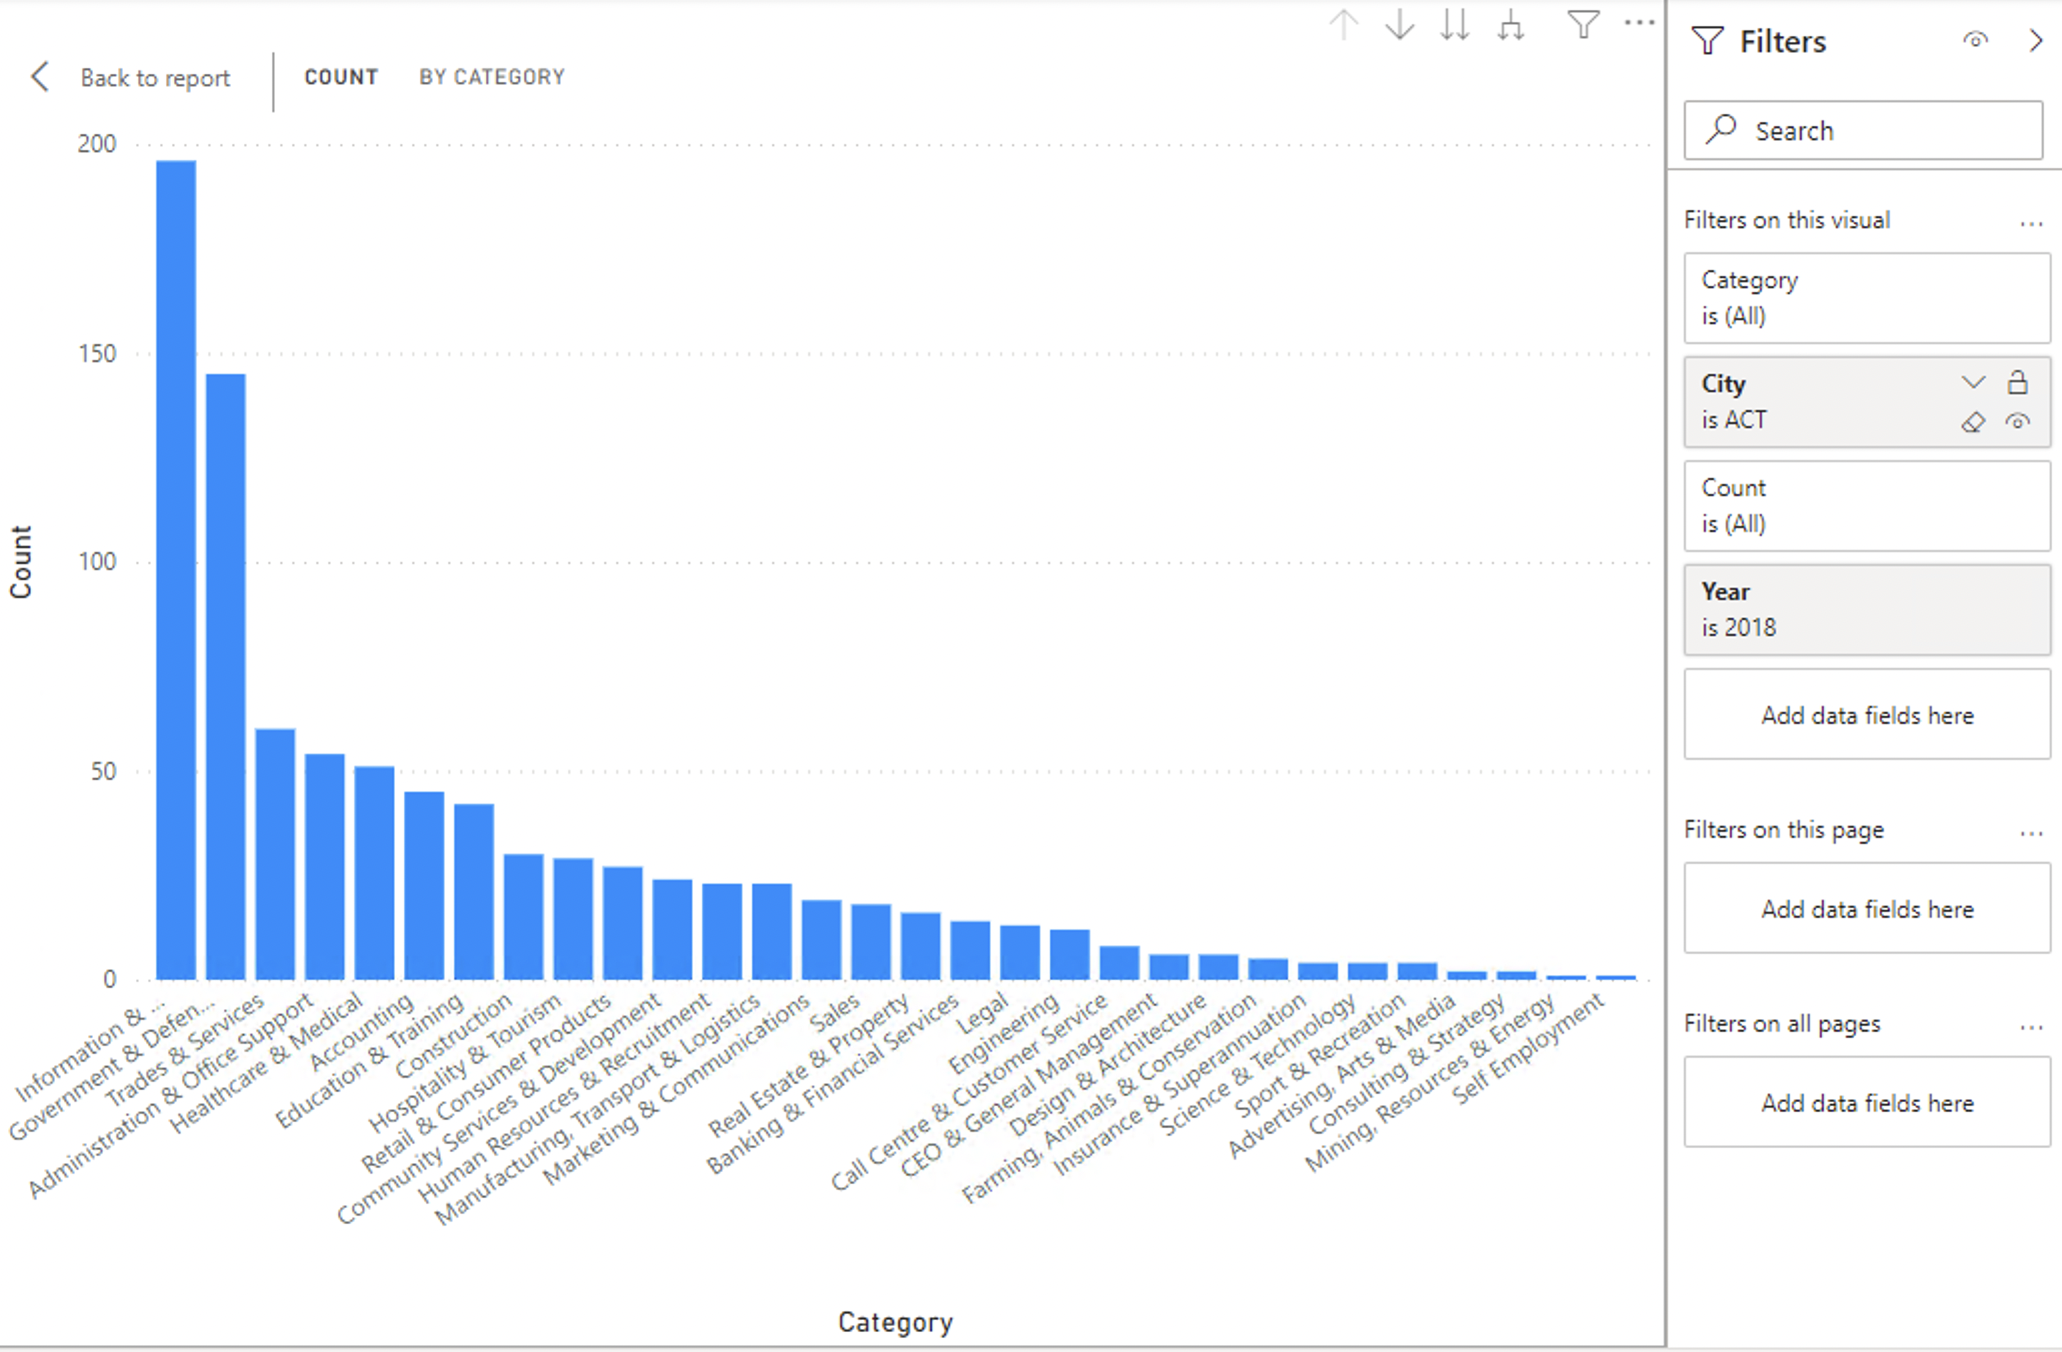 Back to report
COUNT
BY CATEGORY
200
150
100
50
0
Count
Information & ...
Government & Defen...
Trades & Services
Administration & Office Support
Healthcare & Medical
Accounting
Education & Training
Construction
Hospitality & Tourism
Retail & Consumer Products
Community Services & Development
Human Resources & Recruitment
Manufacturing, Transport & Logistics
Marketing & Communications
Sales
Real Estate & Property
Banking & Financial Services
Legal
Engineering
Call Centre & Customer Service
CEO & General Management
Design & Architecture
Farming, Animals & Conservation
Insurance & Superannuation
Science & Technology
Sport & Recreation
Advertising, Arts & Media
Consulting & Strategy
Mining, Resources & Energy
Self Employment
Category
Filters
Search
Filters on this visual
Category
is (All)
City
is ACT
Count
is (All)
Year
is 2018
Add data fields here
Filters on this page
Add data fields here
Filters on all pages
Add data fields here